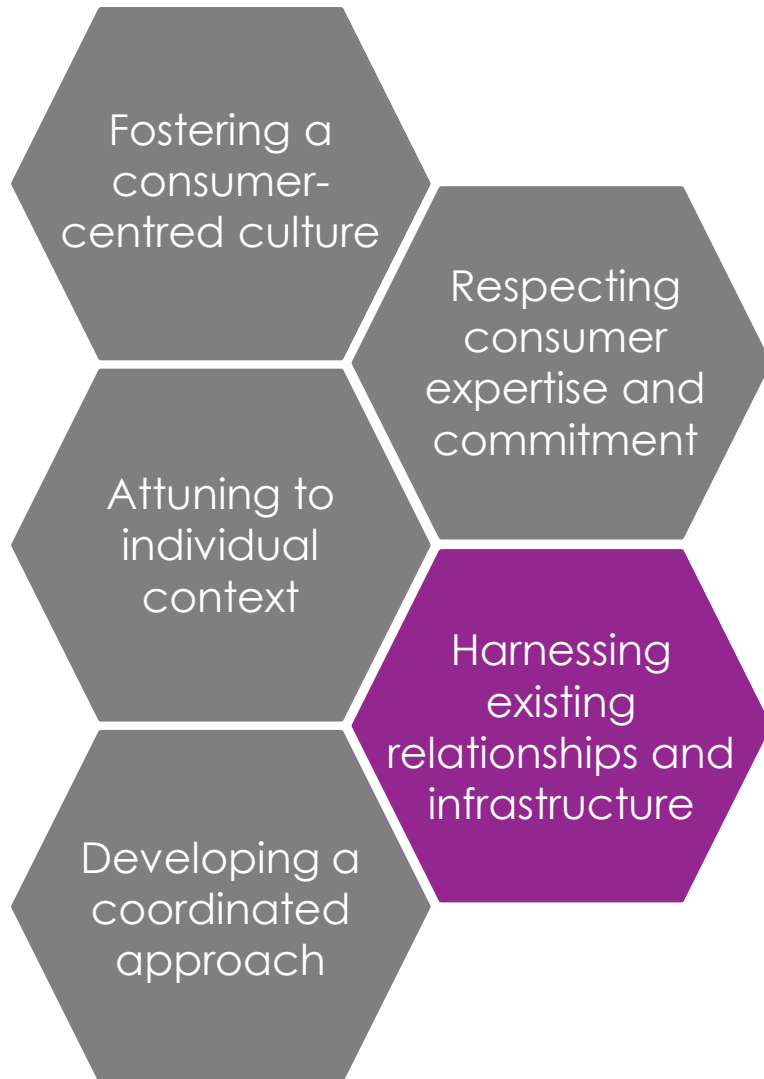 Fostering a
consumer-
centred culture
Respecting
consumer
expertise and
commitment
Attuning to
individual
context
Harnessing
existing
relationships and
infrastructure
Developing a
coordinated
approach